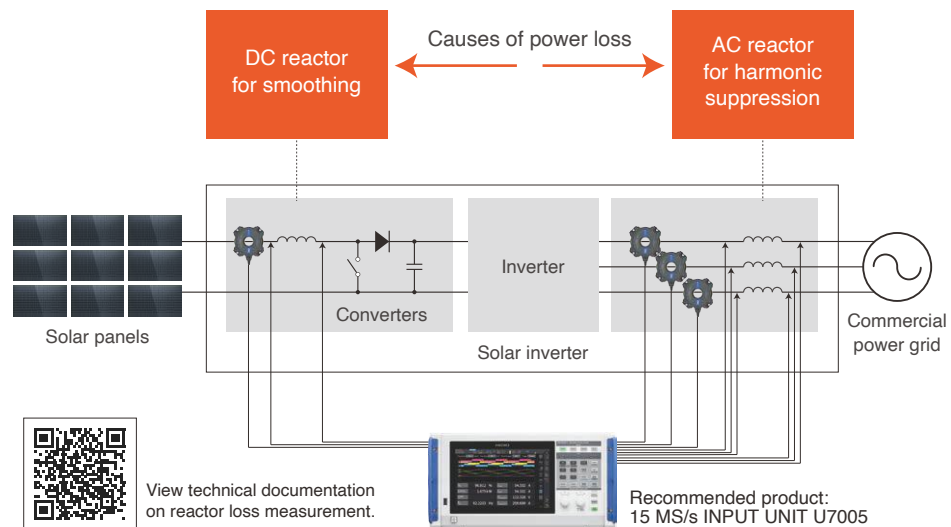 DC reactor
for smoothing
Causes of power loss
AC reactor
for harmonic
suppression
Solar panels
Converters
Inverter
Solar inverter
Commercial
power grid
View technical documentation
on reactor loss measurement.
Recommended product:
15 MS/s INPUT UNIT U7005